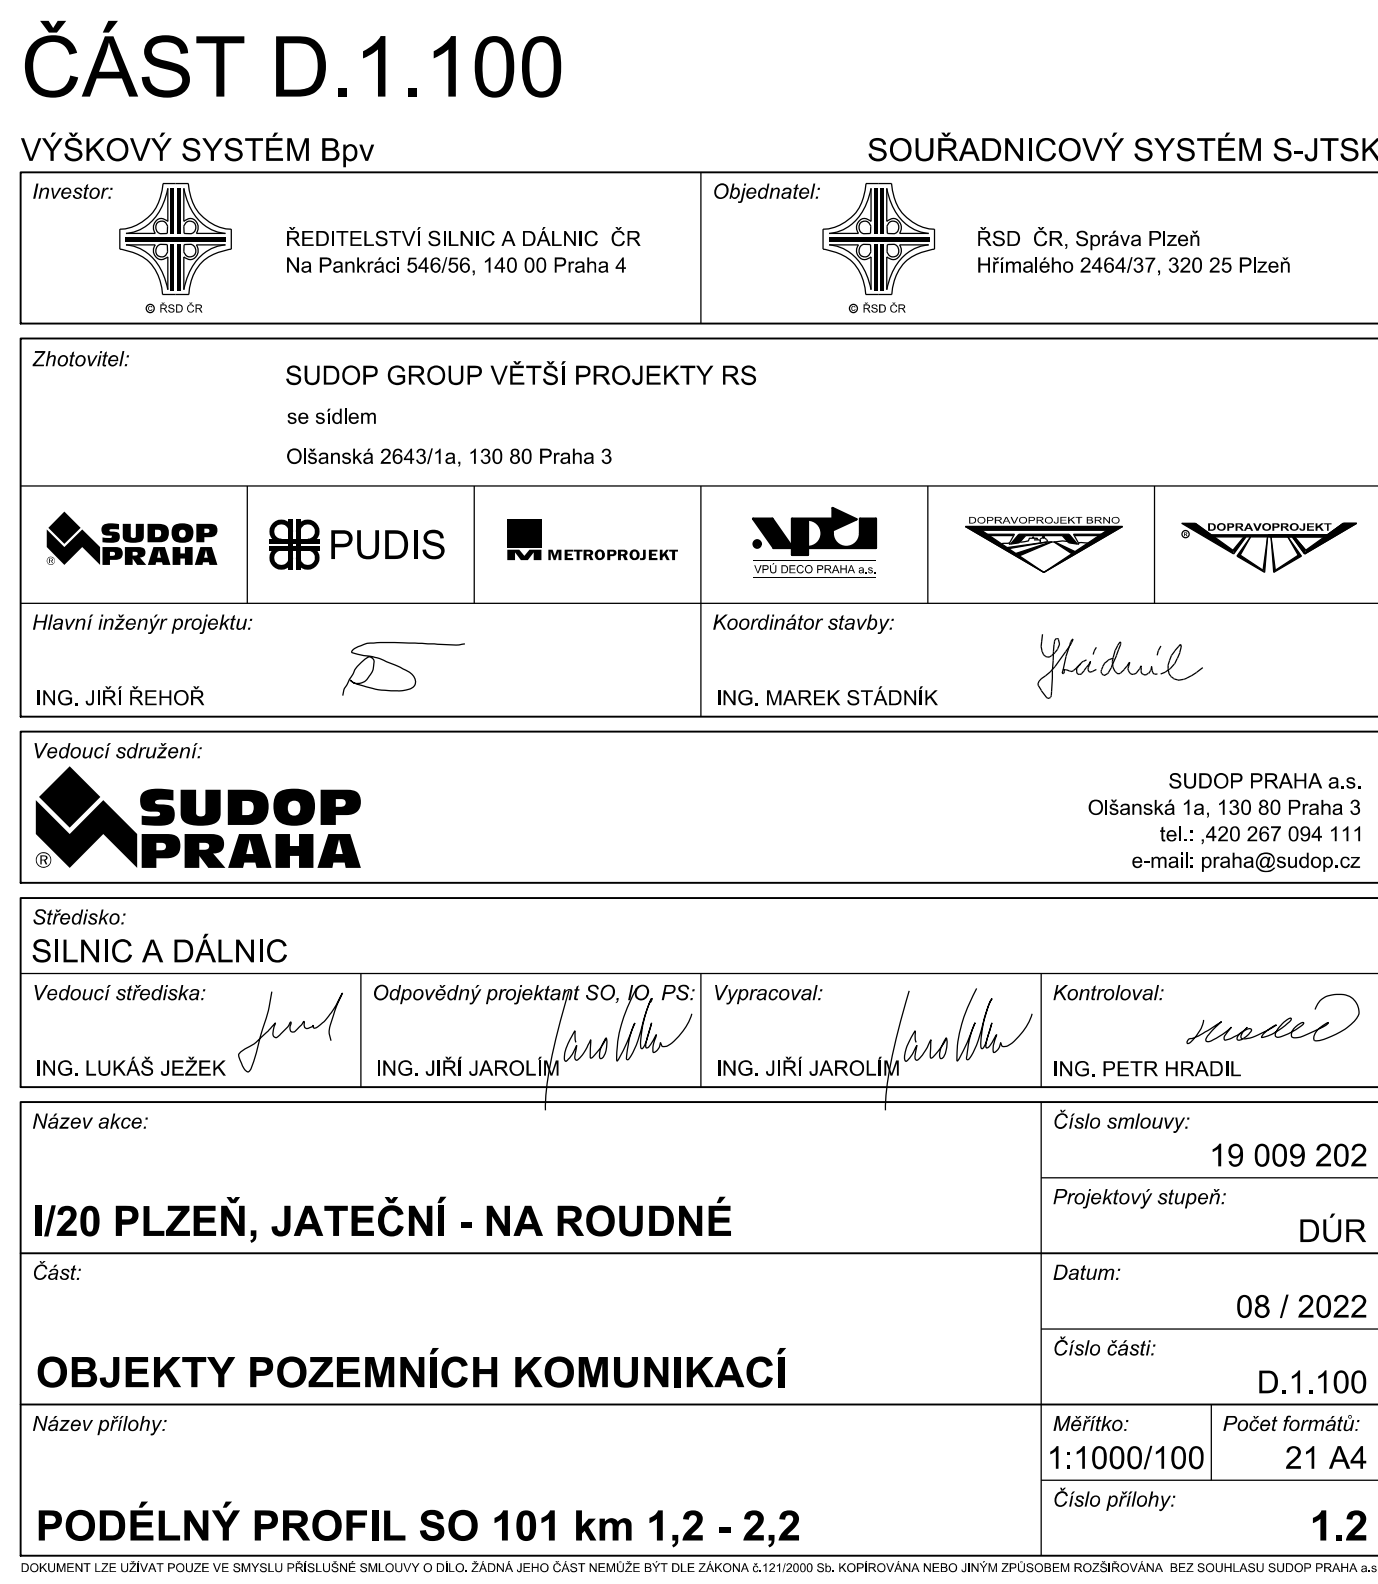 ČÁST D.1.100
VÝŠKOVÝ SYSTÉM Bpv
SOUŘADNICOVÝ SYSTÉM S-JTSK
Investor:
ŘEDITELSTVÍ SILNIC A DÁLNIC ČR
Na Pankráci 546/56, 140 00 Praha 4
© ŘSD ČR
Objednatel:
ŘSD ČR, Správa Plzeň
Hřímalého 2464/37, 320 25 Plzeň
© ŘSD ČR
Zhotovitel:
SUDOP GROUP VĚTŠÍ PROJEKTY RS
se sídlem
Olšanská 2643/1a, 130 80 Praha 3
SUDOP
PRAHA
®
PUDIS
METROPROJEKT
VPÚ DECO PRAHA a.s.
DOPRAVOPROJEKT BRNO
DOPRAVOPROJEKT
®
Hlavní inženýr projektu:
ING. JIŘÍ ŘEHOŘ
Koordinátor stavby:
ING. MAREK STÁDNÍK
Vedoucí sdružení:
SUDOP
PRAHA
®
SUDOP PRAHA a.s.
Olšanská 1a, 130 80 Praha 3
tel.: ,420 267 094 111
e-mail: praha@sudop.cz
Středisko:
SILNIC A DÁLNIC
Vedoucí střediska:
ING. LUKÁŠ JEŽEK
Odpovědný projektant SO, IO, PS:
ING. JIŘÍ JAROLÍM
Vypracoval:
ING. JIŘÍ JAROLÍM
Kontroloval:
ING. PETR HRADIL
Název akce:
I/20 PLZEŇ, JATEČNÍ - NA ROUDNÉ
Číslo smlouvy:
19 009 202
Projektový stupeň:
DÚR
Část:
OBJEKTY POZEMNÍCH KOMUNIKACÍ
Datum:
08 / 2022
Číslo části:
D.1.100
Název přílohy:
PODÉLNÝ PROFIL SO 101 km 1,2 - 2,2
Měřítko:
1:1000/100
Počet formátů:
21 A4
Číslo přílohy:
1.2
DOKUMENT LZE UŽÍVAT POUZE VE SMYSLU PŘÍSLUŠNÉ SMLOUVY O DÍLO. ŽÁDNÁ JEHO ČÁST NEMŮŽE BÝT DLE ZÁKONA č.121/2000 Sb. KOPÍROVÁNA NEBO JINÝM ZPŮSOBEM ROZŠIŘOVÁNA BEZ SOUHLASU SUDOP PRAHA a.s